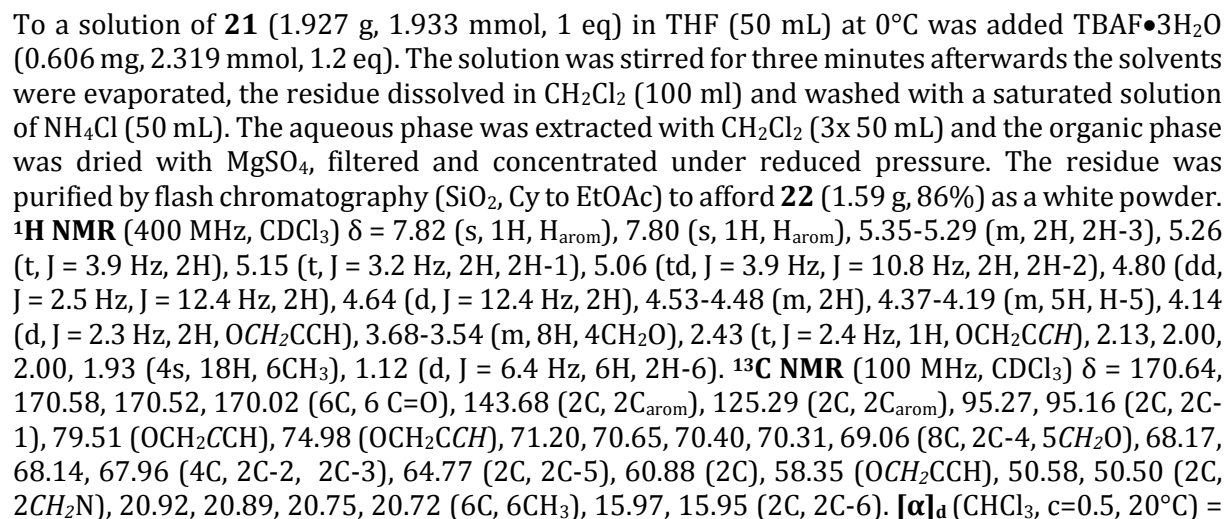 To a solution of 21 (1.927 g, 1.933 mmol, 1 eq) in THF (50 mL) at 0°C was added TBAF•3H₂O
(0.606 mg, 2.319 mmol, 1.2 eq). The solution was stirred for three minutes afterwards the solvents
were evaporated, the residue dissolved in CH₂Cl₂ (100 ml) and washed with a saturated solution
of NH₄Cl (50 mL). The aqueous phase was extracted with CH₂Cl₂ (3x 50 mL) and the organic phase
was dried with MgSO₄, filtered and concentrated under reduced pressure. The residue was
purified by flash chromatography (SiO₂, Cy to EtOAc) to afford 22 (1.59 g, 86%) as a white powder.
¹H NMR (400 MHz, CDCl₃) δ = 7.82 (s, 1H, Harom), 7.80 (s, 1H, Harom), 5.35-5.29 (m, 2H, 2H-3), 5.26
(t, J = 3.9 Hz, 2H), 5.15 (t, J = 3.2 Hz, 2H, 2H-1), 5.06 (td, J = 3.9 Hz, J = 10.8 Hz, 2H, 2H-2), 4.80 (dd,
J = 2.5 Hz, J = 12.4 Hz, 2H), 4.64 (d, J = 12.4 Hz, 2H), 4.53-4.48 (m, 2H), 4.37-4.19 (m, 5H, H-5), 4.14
(d, J = 2.3 Hz, 2H, OCH₂CCH), 3.68-3.54 (m, 8H, 4CH₂O), 2.43 (t, J = 2.4 Hz, 1H, OCH₂CCH), 2.13, 2.00,
2.00, 1.93 (4s, 18H, 6CH₃), 1.12 (d, J = 6.4 Hz, 6H, 2H-6). ¹³C NMR (100 MHz, CDCl₃) δ = 170.64,
170.58, 170.52, 170.02 (6C, 6 C=O), 143.68 (2C, 2Carom), 125.29 (2C, 2Carom), 95.27, 95.16 (2C, 2C-
1), 79.51 (OCH₂CCH), 74.98 (OCH₂CCH), 71.20, 70.65, 70.40, 70.31, 69.06 (8C, 2C-4, 5CH₂O), 68.17,
68.14, 67.96 (4C, 2C-2, 2C-3), 64.77 (2C, 2C-5), 60.88 (2C), 58.35 (OCH₂CCH), 50.58, 50.50 (2C,
2CH₂N), 20.92, 20.89, 20.75, 20.72 (6C, 6CH₃), 15.97, 15.95 (2C, 2C-6). [α]d (CHCl₃, c=0.5, 20°C) =